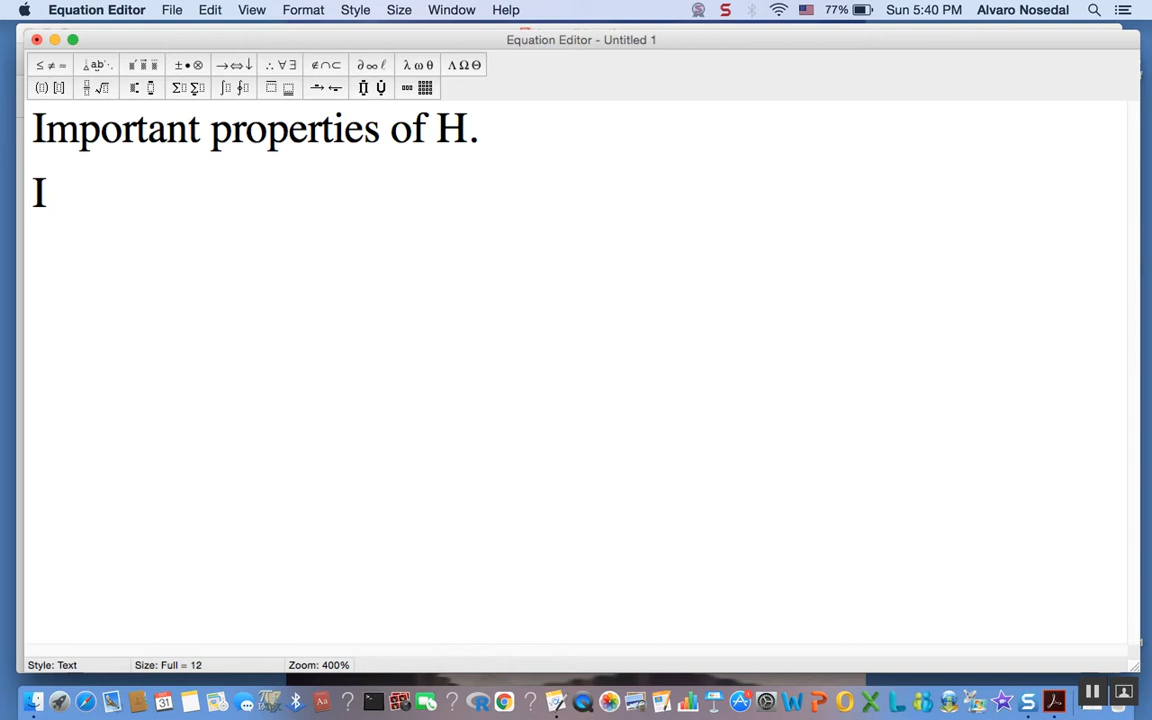 Equation Editor File Edit View Format Style Size Window Help 77% Sun 5:40 PM Alvaro Nosedal
Equation Editor - Untitled 1
Important properties of H.
I
Style: Text Size: Full = 12 Zoom: 400%